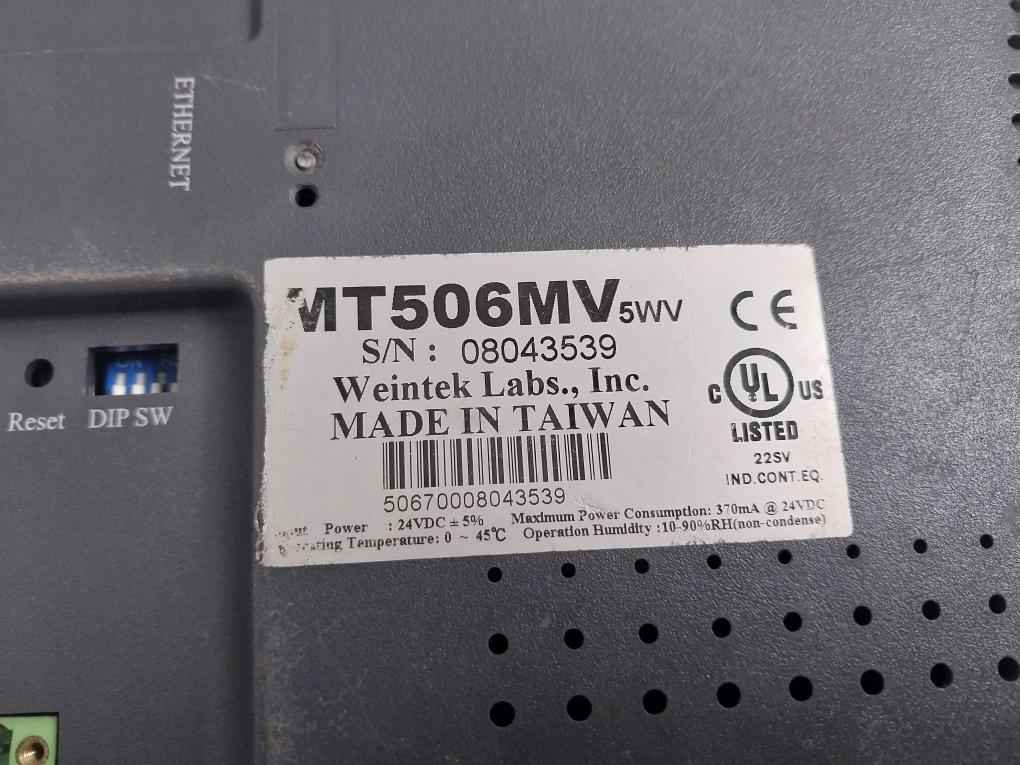 ETHERNET
MT506MV5WV
CE
S/N : 08043539
Weintek Labs., Inc.
MADE IN TAIWAN
C UL US
LISTED
22SV
IND.CONT.EQ.
50670008043539
Power : 24VDC ± 5% Maximum Power Consumption: 370mA @ 24VDC
Temperature: 0 ~ 45℃ Operation Humidity :10-90%RH(non-condense)
ON
Reset DIP SW